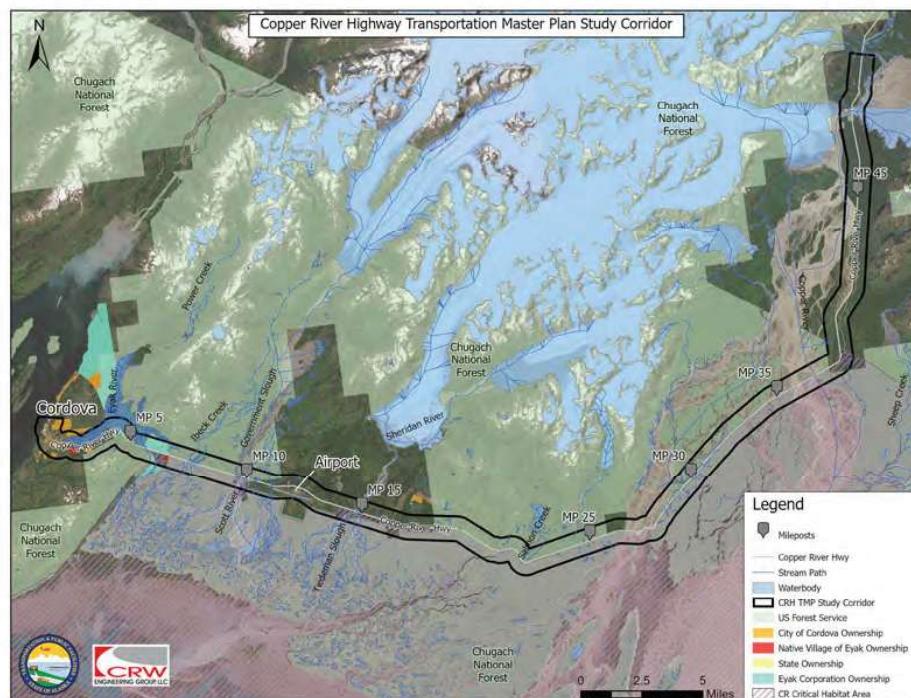 Copper River Highway Transportation Master Plan Study Corridor
N
Chugach
National
Forest
Chugach
National
Forest
MP 45
Copper River Hwy
Copper River
Power Creek
Chugach
National
Forest
MP 35
Sheep Creek
Eyak River
Cordova
MP 5
Ibeck Creek
Government Slough
Sheridan River
Copper River Hwy
MP 10
Airport
MP 30
Scott River
MP 15
Copper River Hwy
MP 25
Tiedeman Slough
Chugach
National
Forest
Chugach
National
Forest
Legend
Mileposts
Copper River Hwy
Stream Path
Waterbody
CRH TMP Study Corridor
US Forest Service
City of Cordova Ownership
Native Village of Eyak Ownership
State Ownership
Eyak Corporation Ownership
CR Critical Habitat Area
CRW
ENGINEERING GROUP, LLC
0 2.5 5
Miles